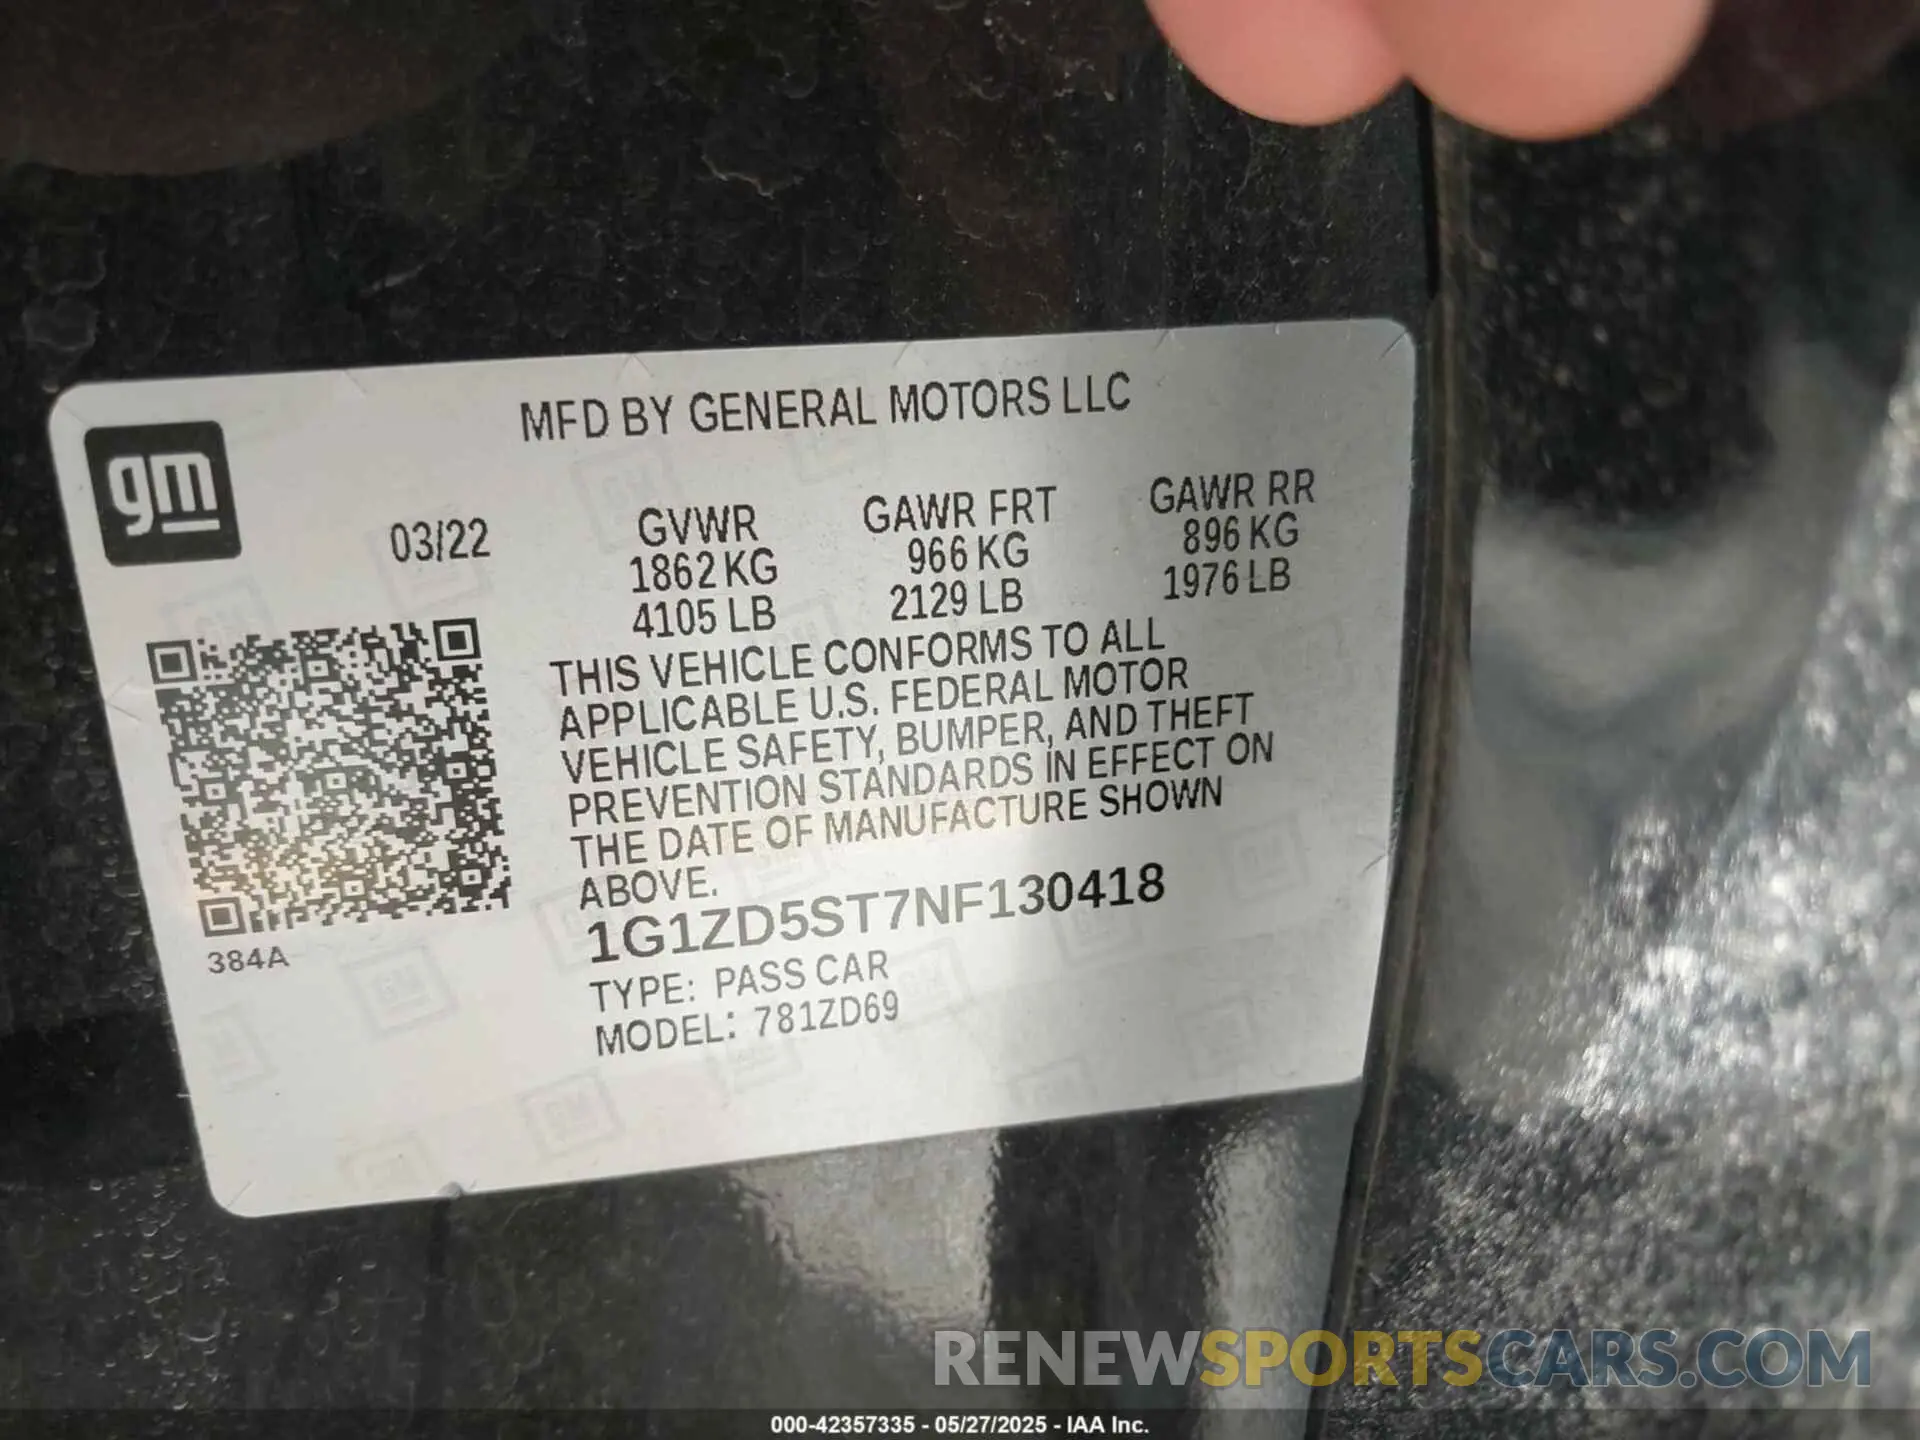 MFD BY GENERAL MOTORS LLC
gm
03/22
GVWR
1862 KG
4105 LB
GAWR FRT
966 KG
2129 LB
GAWR RR
896 KG
1976 LB
THIS VEHICLE CONFORMS TO ALL
APPLICABLE U.S. FEDERAL MOTOR
VEHICLE SAFETY, BUMPER, AND THEFT
PREVENTION STANDARDS IN EFFECT ON
THE DATE OF MANUFACTURE SHOWN
ABOVE.
1G1ZD5ST7NF130418
384A
TYPE: PASS CAR
MODEL: 781ZD69
RENEWSPORTSCARS.COM
000-42357335 - 05/27/2025 - IAA Inc.